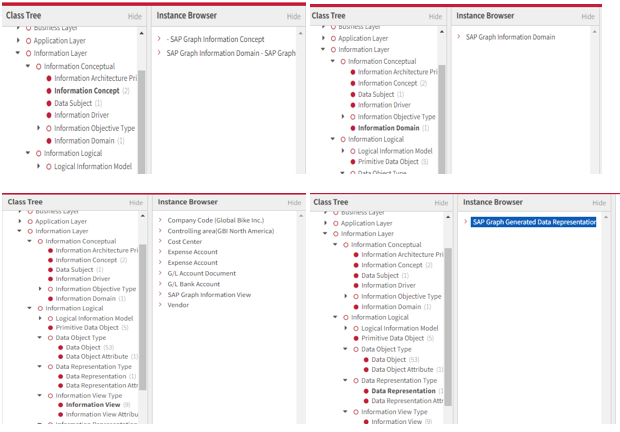 Class Tree Hide
Business Layer
Application Layer
Information Layer
Information Conceptual
Information Architecture Pri
Information Concept (2)
Data Subject (1)
Information Driver
Information Objective Type
Information Domain (1)
Information Logical
Logical Information Model
Instance Browser Hide
- SAP Graph Information Concept
SAP Graph Information Domain - SAP Graph
Class Tree Hide
Business Layer
Application Layer
Information Layer
Information Conceptual
Information Architecture Pri
Information Concept (2)
Data Subject (1)
Information Driver
Information Objective Type
Information Domain (1)
Information Logical
Logical Information Model
Primitive Data Object (5)
Data Object Type
Instance Browser Hide
SAP Graph Information Domain
Class Tree Hide
Business Layer
Application Layer
Information Layer
Information Conceptual
Information Architecture Pri
Information Concept (2)
Data Subject (1)
Information Driver
Information Objective Type
Information Domain (1)
Information Logical
Logical Information Model
Primitive Data Object (5)
Data Object Type
Data Object (53)
Data Object Attribute (1)
Data Representation Type
Data Representation (1)
Data Representation Attr
Information View Type
Information View (9)
Information View Attribu
Information Representation
Instance Browser Hide
Company Code (Global Bike Inc.)
Controlling area(GBI North America)
Cost Center
Expense Account
Expense Account
G/L Account Document
G/L Bank Account
SAP Graph Information View
Vendor
Class Tree Hide
Business Layer
Application Layer
Information Layer
Information Conceptual
Information Architecture Pri
Information Concept (2)
Data Subject (1)
Information Driver
Information Objective Type
Information Domain (1)
Information Logical
Logical Information Model
Primitive Data Object (5)
Data Object Type
Data Object (53)
Data Object Attribute (1)
Data Representation Type
Data Representation (1)
Data Representation Attr
Information View Type
Information View (9)
Instance Browser Hide
SAP Graph Generated Data Representation